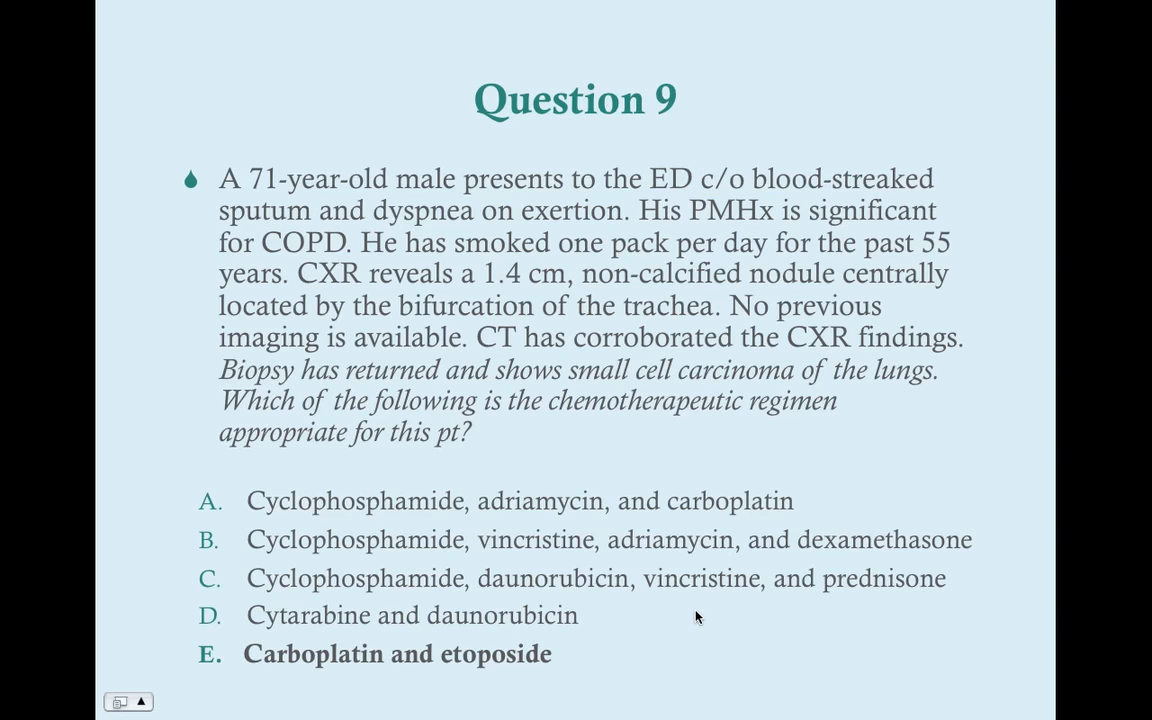 Question 9
A 71-year-old male presents to the ED c/o blood-streaked
sputum and dyspnea on exertion. His PMHx is significant
for COPD. He has smoked one pack per day for the past 55
years. CXR reveals a 1.4 cm, non-calcified nodule centrally
located by the bifurcation of the trachea. No previous
imaging is available. CT has corroborated the CXR findings.
Biopsy has returned and shows small cell carcinoma of the lungs.
Which of the following is the chemotherapeutic regimen
appropriate for this pt?
A. Cyclophosphamide, adriamycin, and carboplatin
B. Cyclophosphamide, vincristine, adriamycin, and dexamethasone
C. Cyclophosphamide, daunorubicin, vincristine, and prednisone
D. Cytarabine and daunorubicin
E. Carboplatin and etoposide